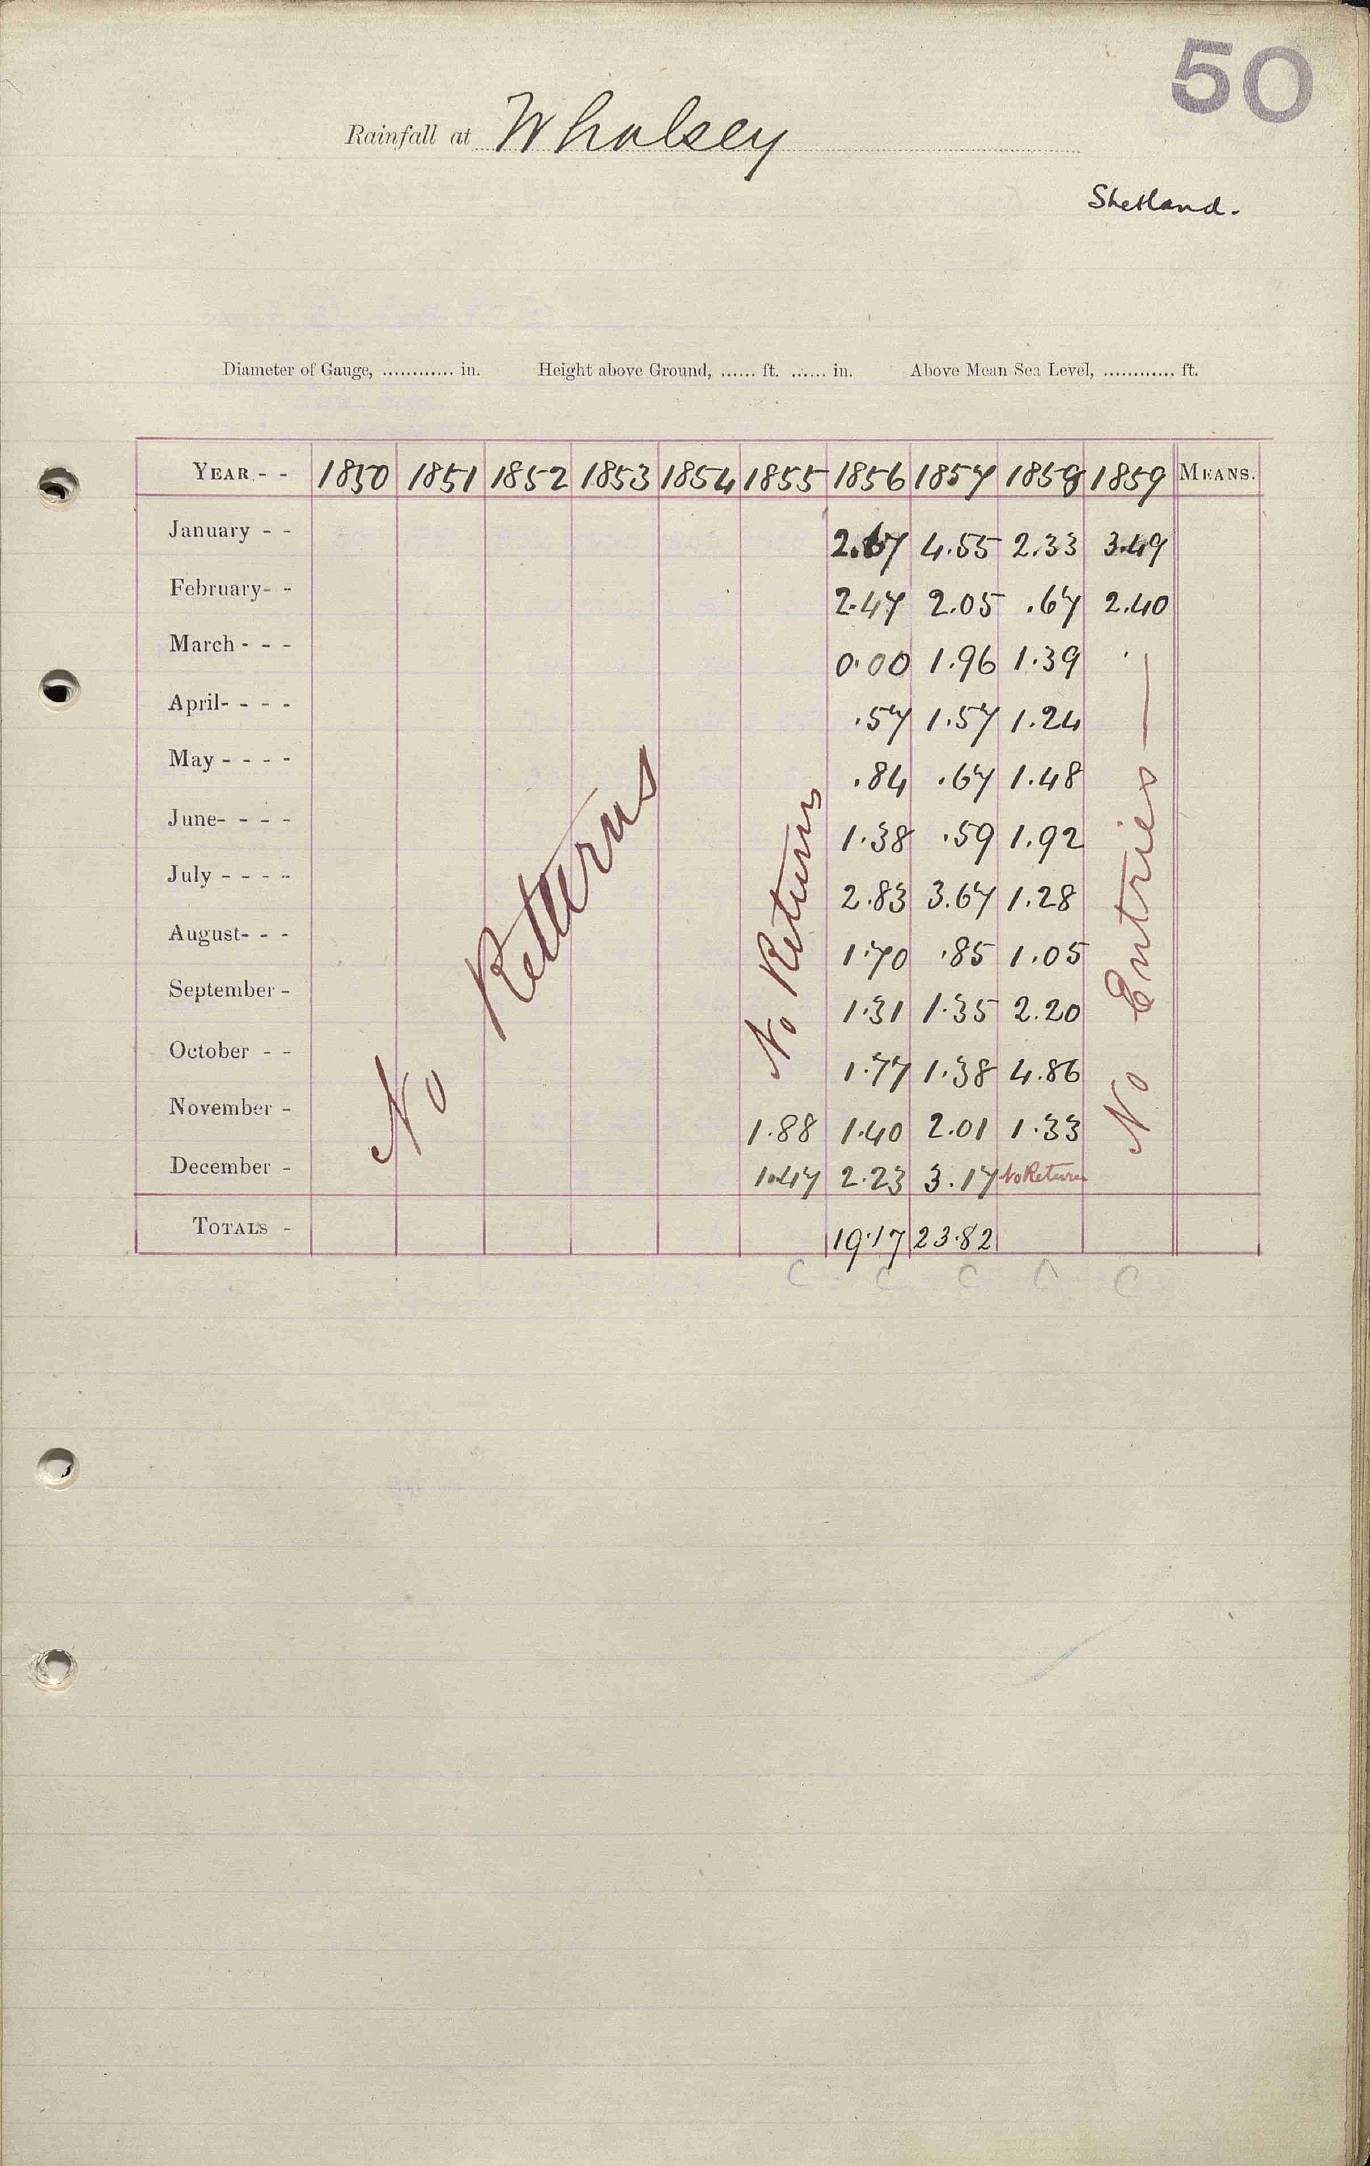 50
Rainfall at Whalsey
Shetland.
Diameter of Gauge, ............ in. Height above Ground, ...... ft. ...... in. Above Mean Sea Level, ............ ft.
YEAR - - 1850 1851 1852 1853 1854 1855 1856 1857 1858 1859 MEANS.
January - - 2.67 4.55 2.33 3.49
February - - 2.47 2.05 .67 2.40
March - - - 0.00 1.96 1.39
April - - - - .57 1.57 1.24
May - - - - .84 .67 1.48
June - - - - 1.38 .59 1.92
July - - - - 2.83 3.67 1.28
August - - - 1.70 .85 1.05
September - 1.31 1.35 2.20
October - - 1.77 1.38 4.86
November - 1.88 1.40 2.01 1.33
December - 1.47 2.23 3.17 No Return
TOTALS - 19.17 23.82
No Returns
No Returns
No Entries —
C C C C C